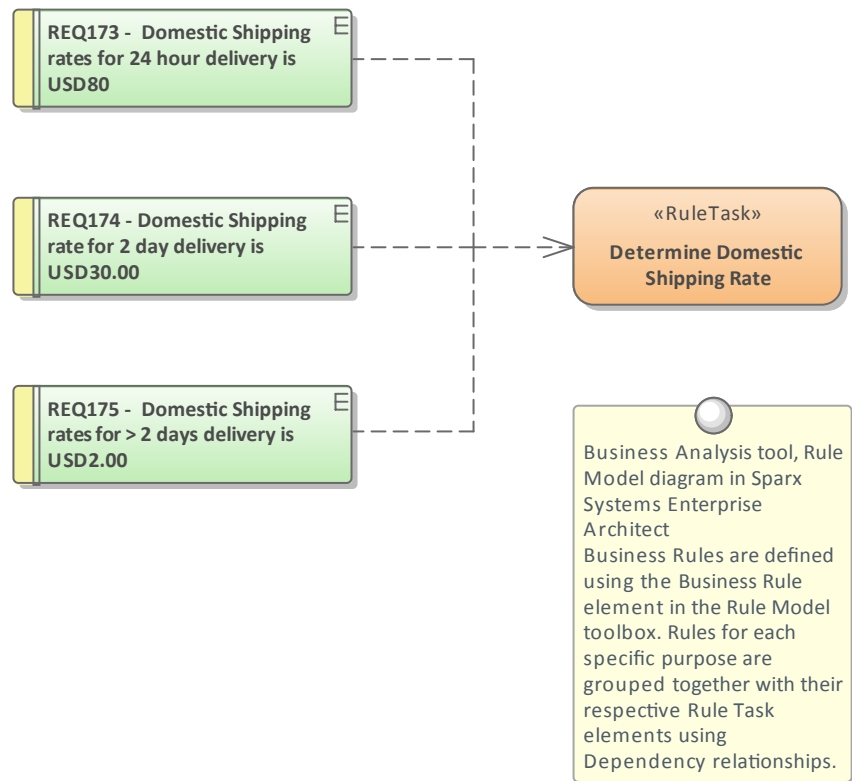 REQ173 - Domestic Shipping
rates for 24 hour delivery is
USD80
E
REQ174 - Domestic Shipping
rate for 2 day delivery is
USD30.00
E
REQ175 - Domestic Shipping
rates for > 2 days delivery is
USD2.00
E
«RuleTask»
Determine Domestic
Shipping Rate
Business Analysis tool, Rule
Model diagram in Sparx
Systems Enterprise
Architect
Business Rules are defined
using the Business Rule
element in the Rule Model
toolbox. Rules for each
specific purpose are
grouped together with their
respective Rule Task
elements using
Dependency relationships.